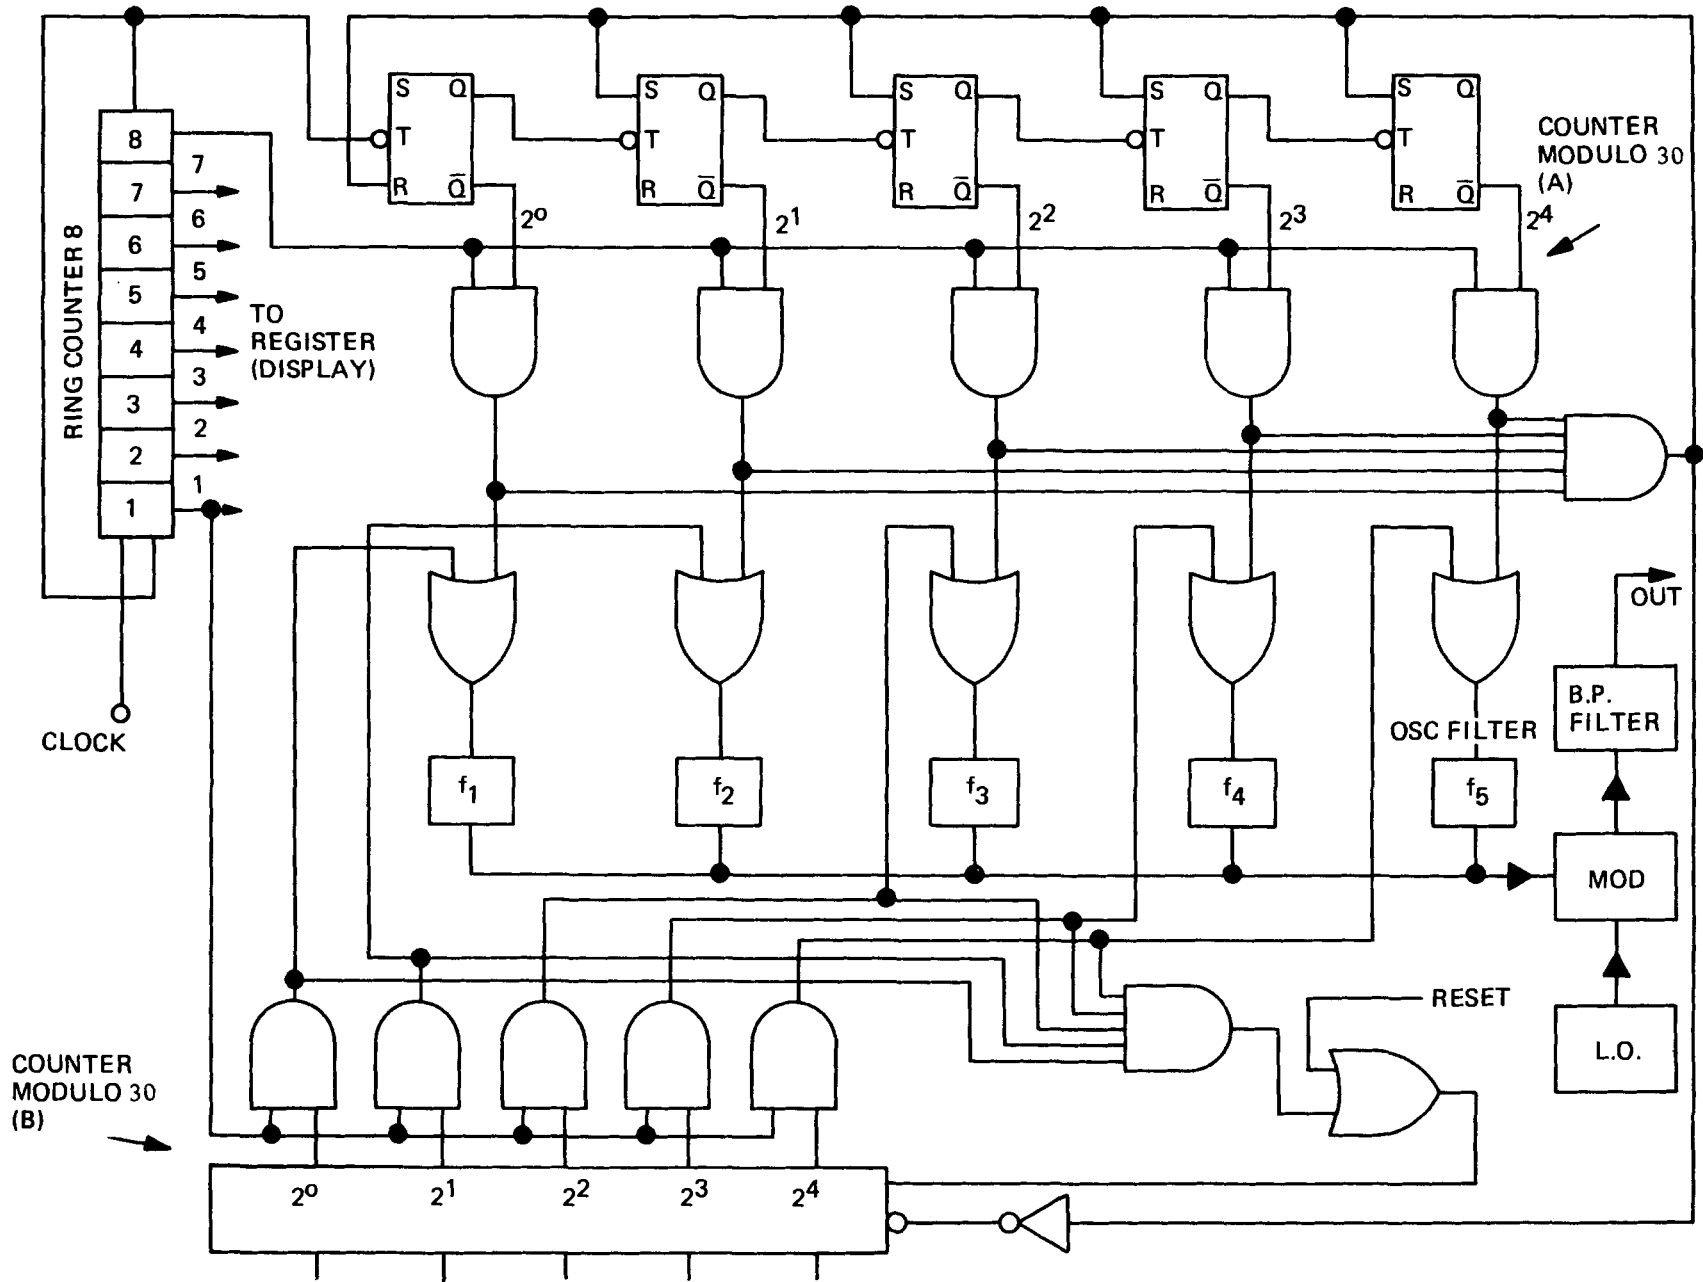 S Q
T
R Q̅
S Q
T
R Q̅
S Q
T
R Q̅
S Q
T
R Q̅
S Q
T
R Q̅
COUNTER
MODULO 30
(A)
2⁰
2¹
2²
2³
2⁴
RING COUNTER 8
8
7
6
5
4
3
2
1
7
6
5
4
3
2
1
TO
REGISTER
(DISPLAY)
CLOCK
OUT
B.P.
FILTER
OSC FILTER
f₁
f₂
f₃
f₄
f₅
MOD
RESET
L.O.
COUNTER
MODULO 30
(B)
2⁰ 2¹ 2² 2³ 2⁴